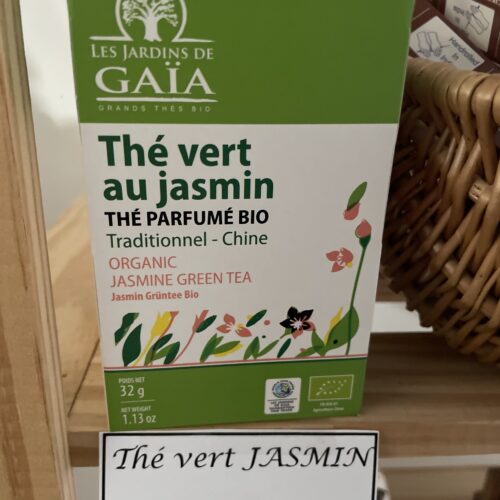 LES JARDINS DE
GAÏA
GRANDS THÉS BIO
Thé vert
au jasmin
THÉ PARFUMÉ BIO
Traditionnel - Chine
ORGANIC
JASMINE GREEN TEA
Jasmin Grüntee Bio
POIDS NET
32 g
NET WEIGHT
1.13 oz
Thé vert JASMIN